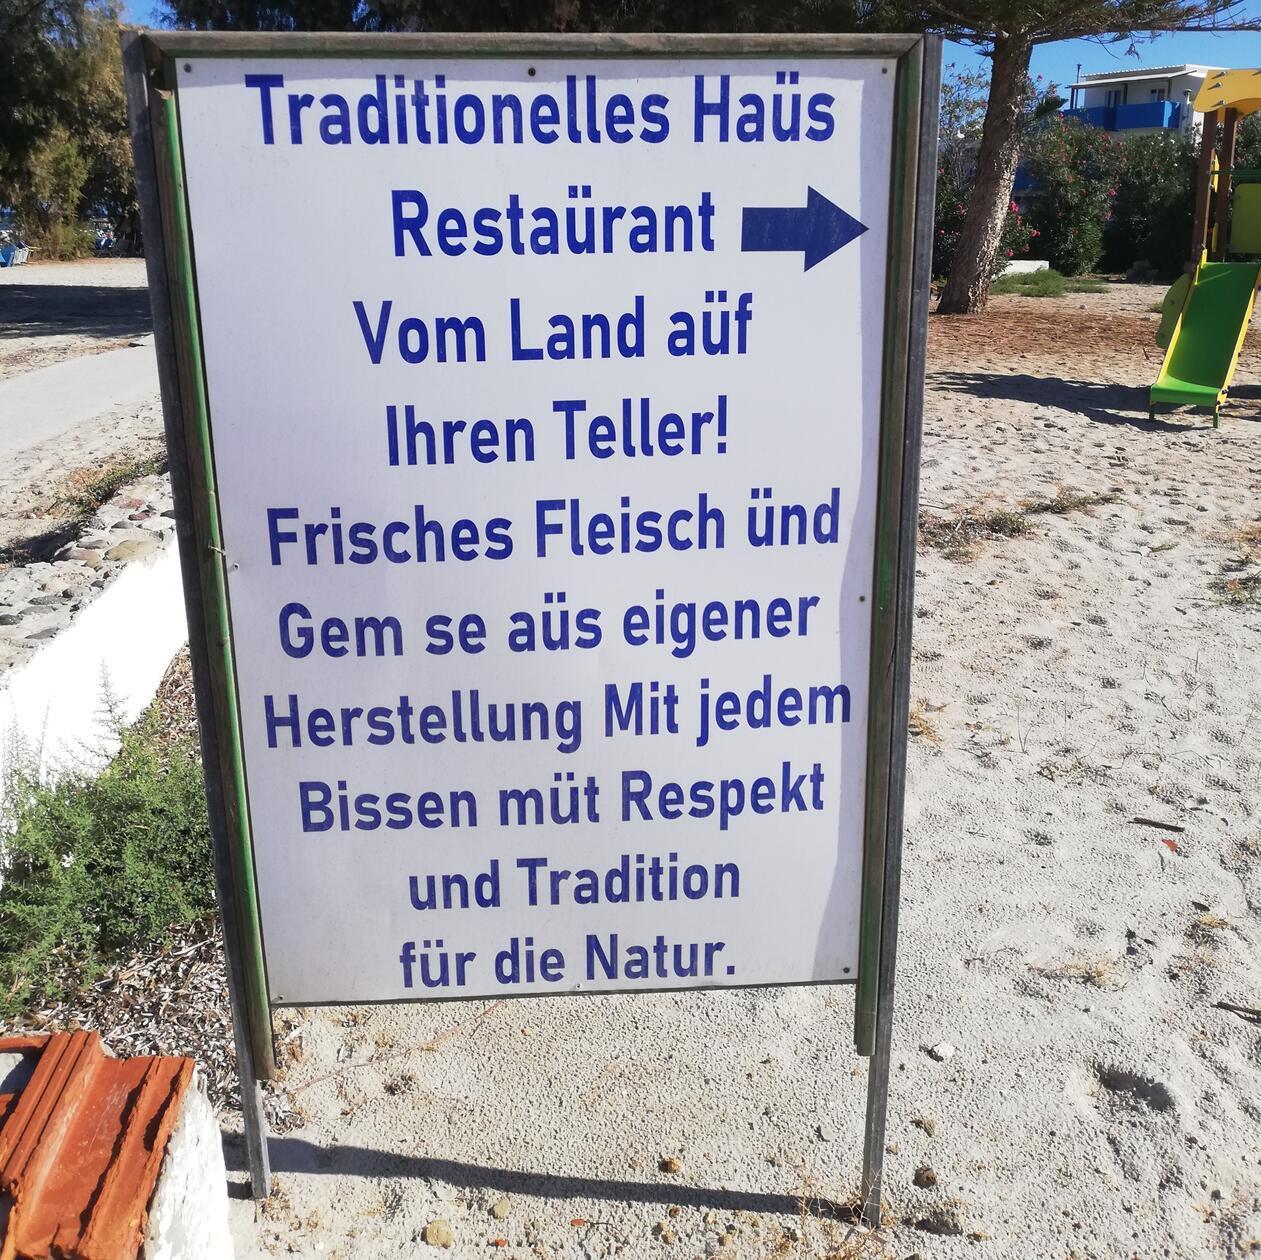 Traditionelles Haüs
Restaürant
Vom Land aüf
Ihren Teller!
Frisches Fleisch ünd
Gem se aüs eigener
Herstellung Mit jedem
Bissen müt Respekt
und Tradition
für die Natur.